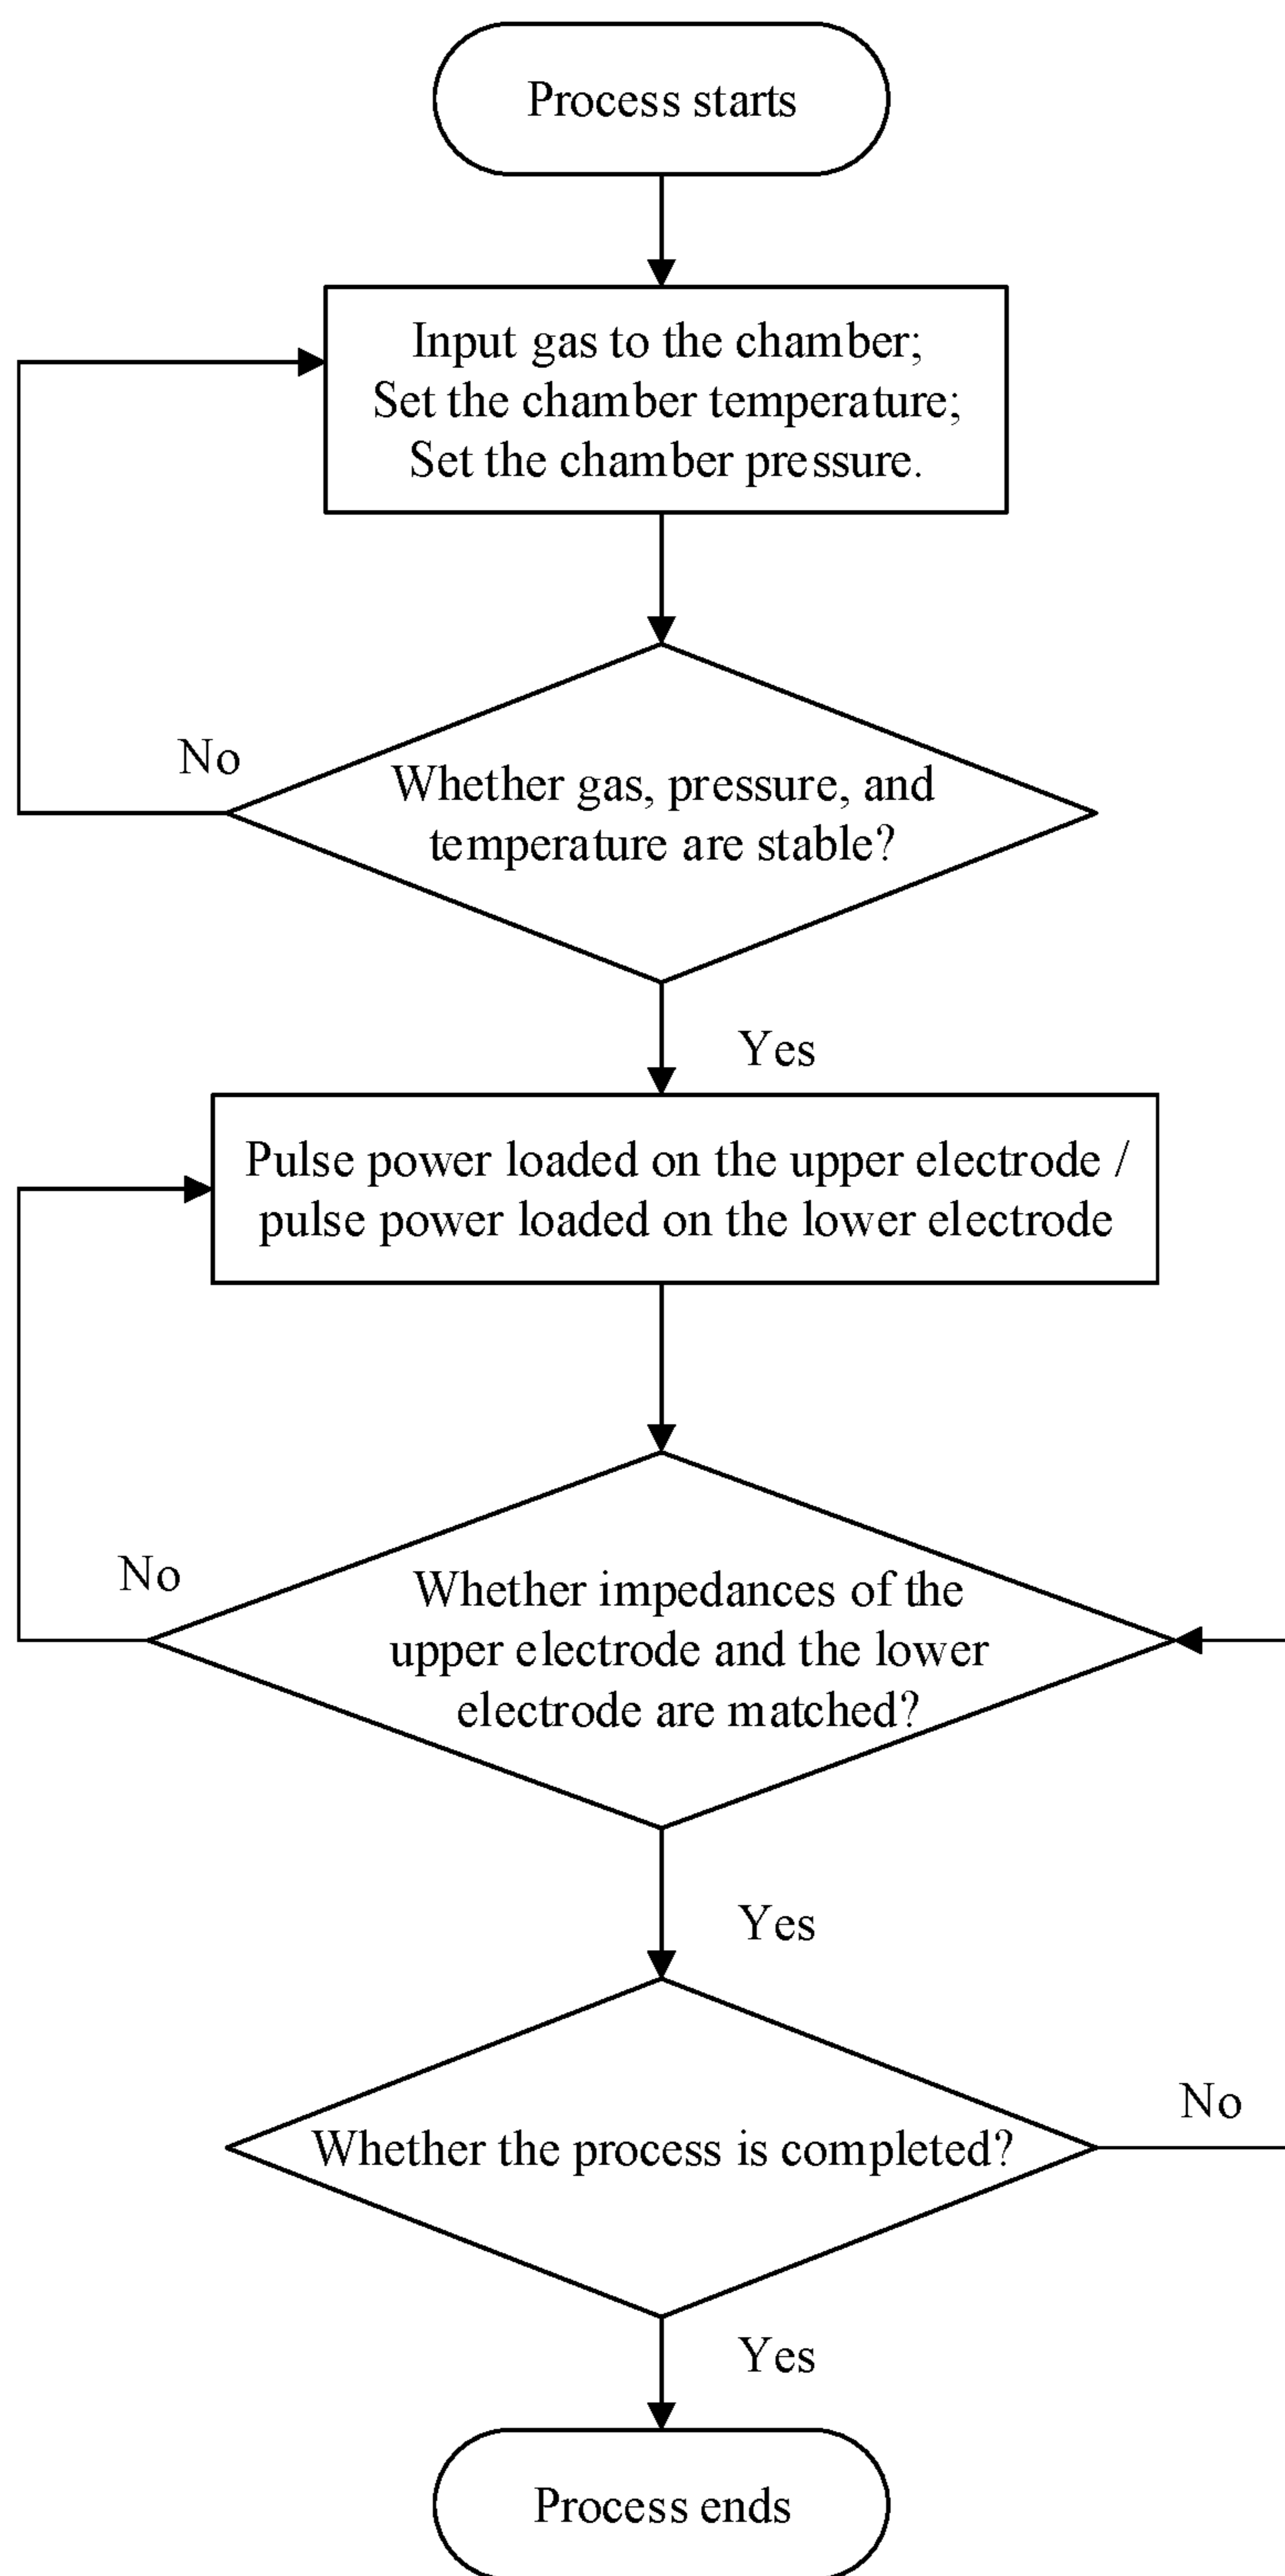 Process starts
Input gas to the chamber;
Set the chamber temperature;
Set the chamber pressure.
No
Whether gas, pressure, and
temperature are stable?
Yes
Pulse power loaded on the upper electrode /
pulse power loaded on the lower electrode
No
Whether impedances of the
upper electrode and the lower
electrode are matched?
Yes
No
Whether the process is completed?
Yes
Process ends